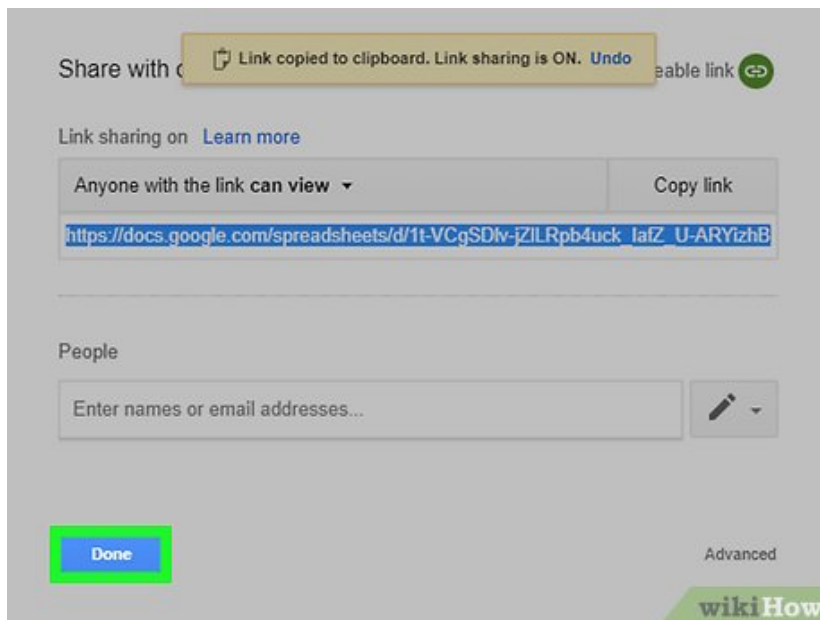 Link copied to clipboard. Link sharing is ON. Undo
Share with
eable link
Link sharing on Learn more
Anyone with the link can view
Copy link
https://docs.google.com/spreadsheets/d/1t-VCgSDlv-jZlLRpb4uck_IafZ_U-ARYizhB
People
Enter names or email addresses...
Done
Advanced
wikiHow